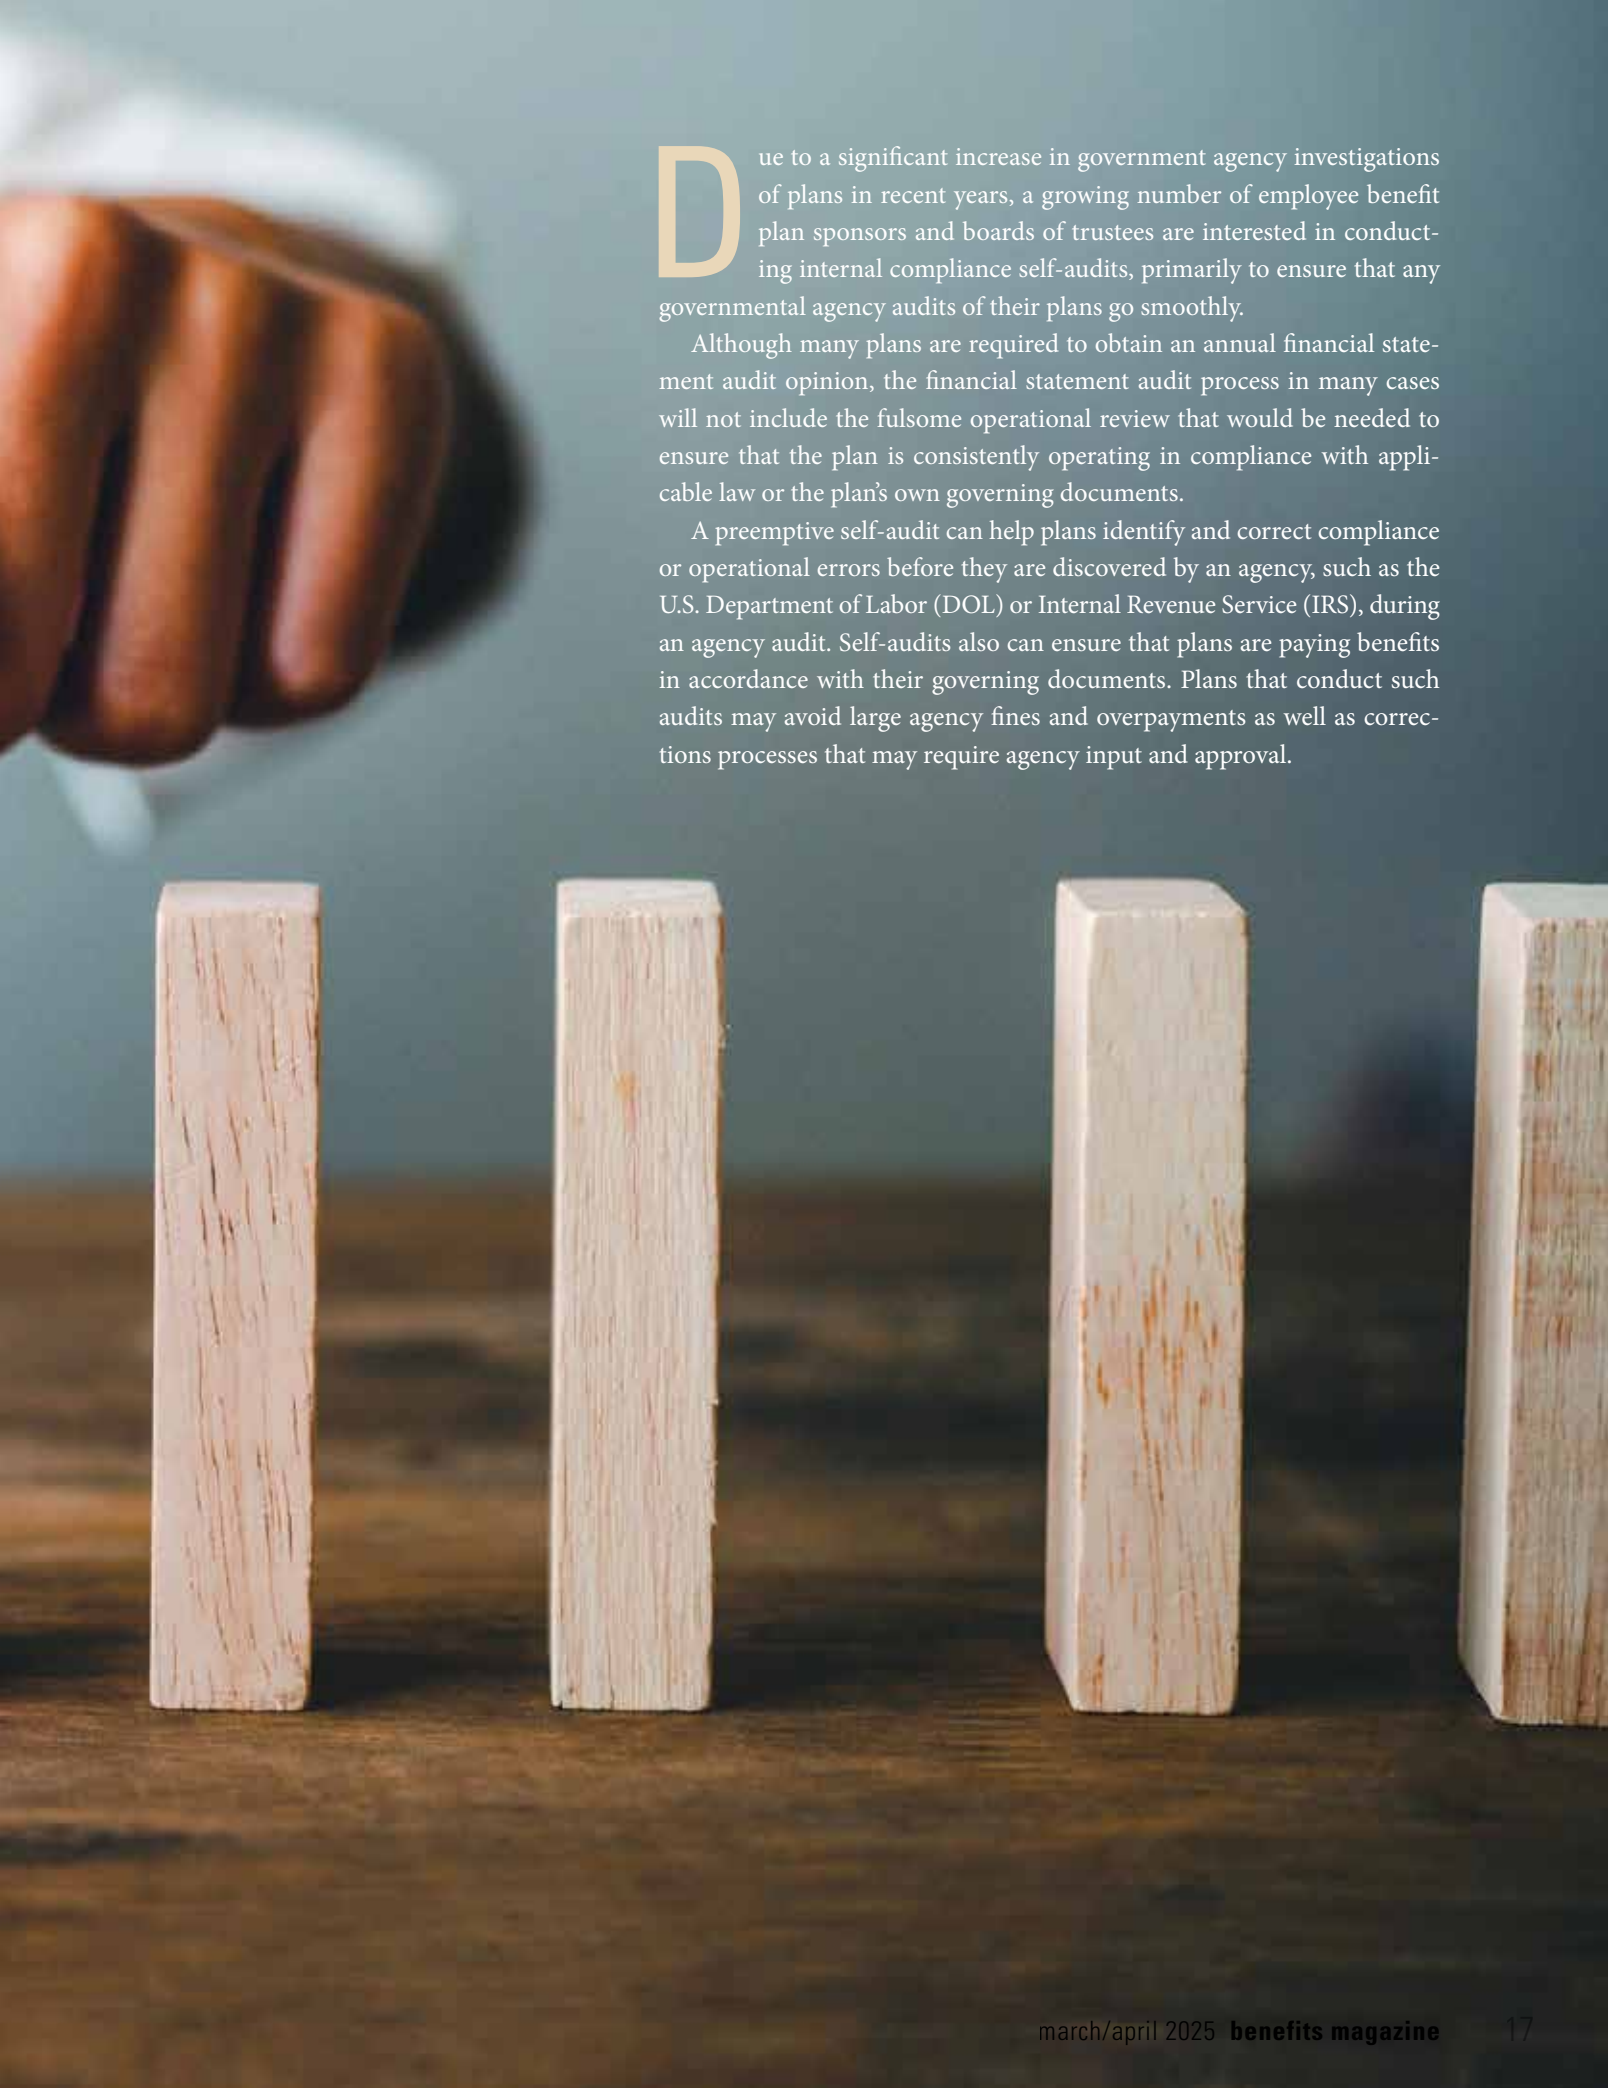 Due to a significant increase in government agency investigations
of plans in recent years, a growing number of employee benefit
plan sponsors and boards of trustees are interested in conduct-
ing internal compliance self-audits, primarily to ensure that any
governmental agency audits of their plans go smoothly.
Although many plans are required to obtain an annual financial state-
ment audit opinion, the financial statement audit process in many cases
will not include the fulsome operational review that would be needed to
ensure that the plan is consistently operating in compliance with appli-
cable law or the plan’s own governing documents.
A preemptive self-audit can help plans identify and correct compliance
or operational errors before they are discovered by an agency, such as the
U.S. Department of Labor (DOL) or Internal Revenue Service (IRS), during
an agency audit. Self-audits also can ensure that plans are paying benefits
in accordance with their governing documents. Plans that conduct such
audits may avoid large agency fines and overpayments as well as correc-
tions processes that may require agency input and approval.
march/april 2025 benefits magazine 17